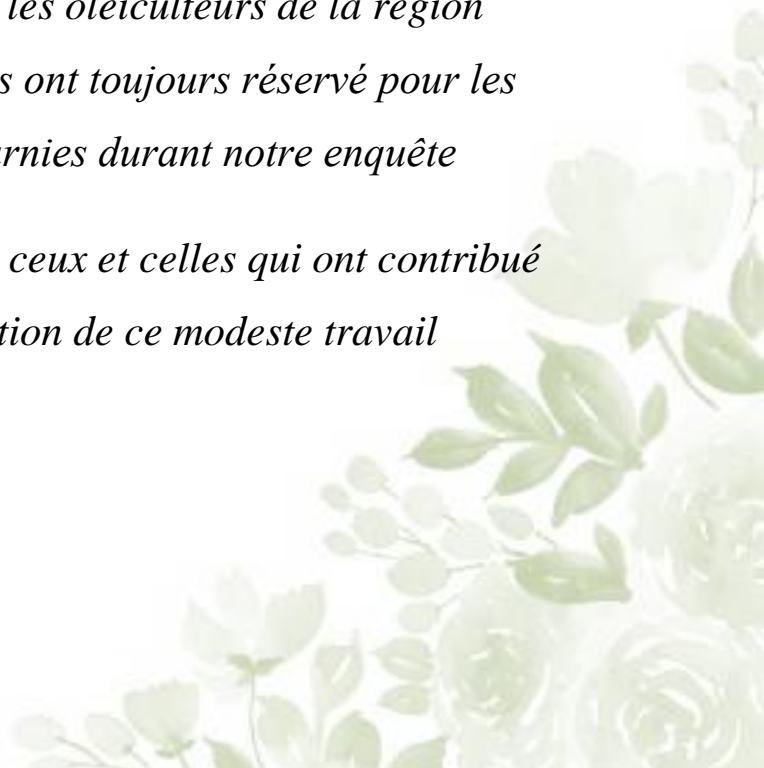 les oléiculteurs de la région
s ont toujours réservé pour les
rnies durant notre enquête
ceux et celles qui ont contribué
tion de ce modeste travail